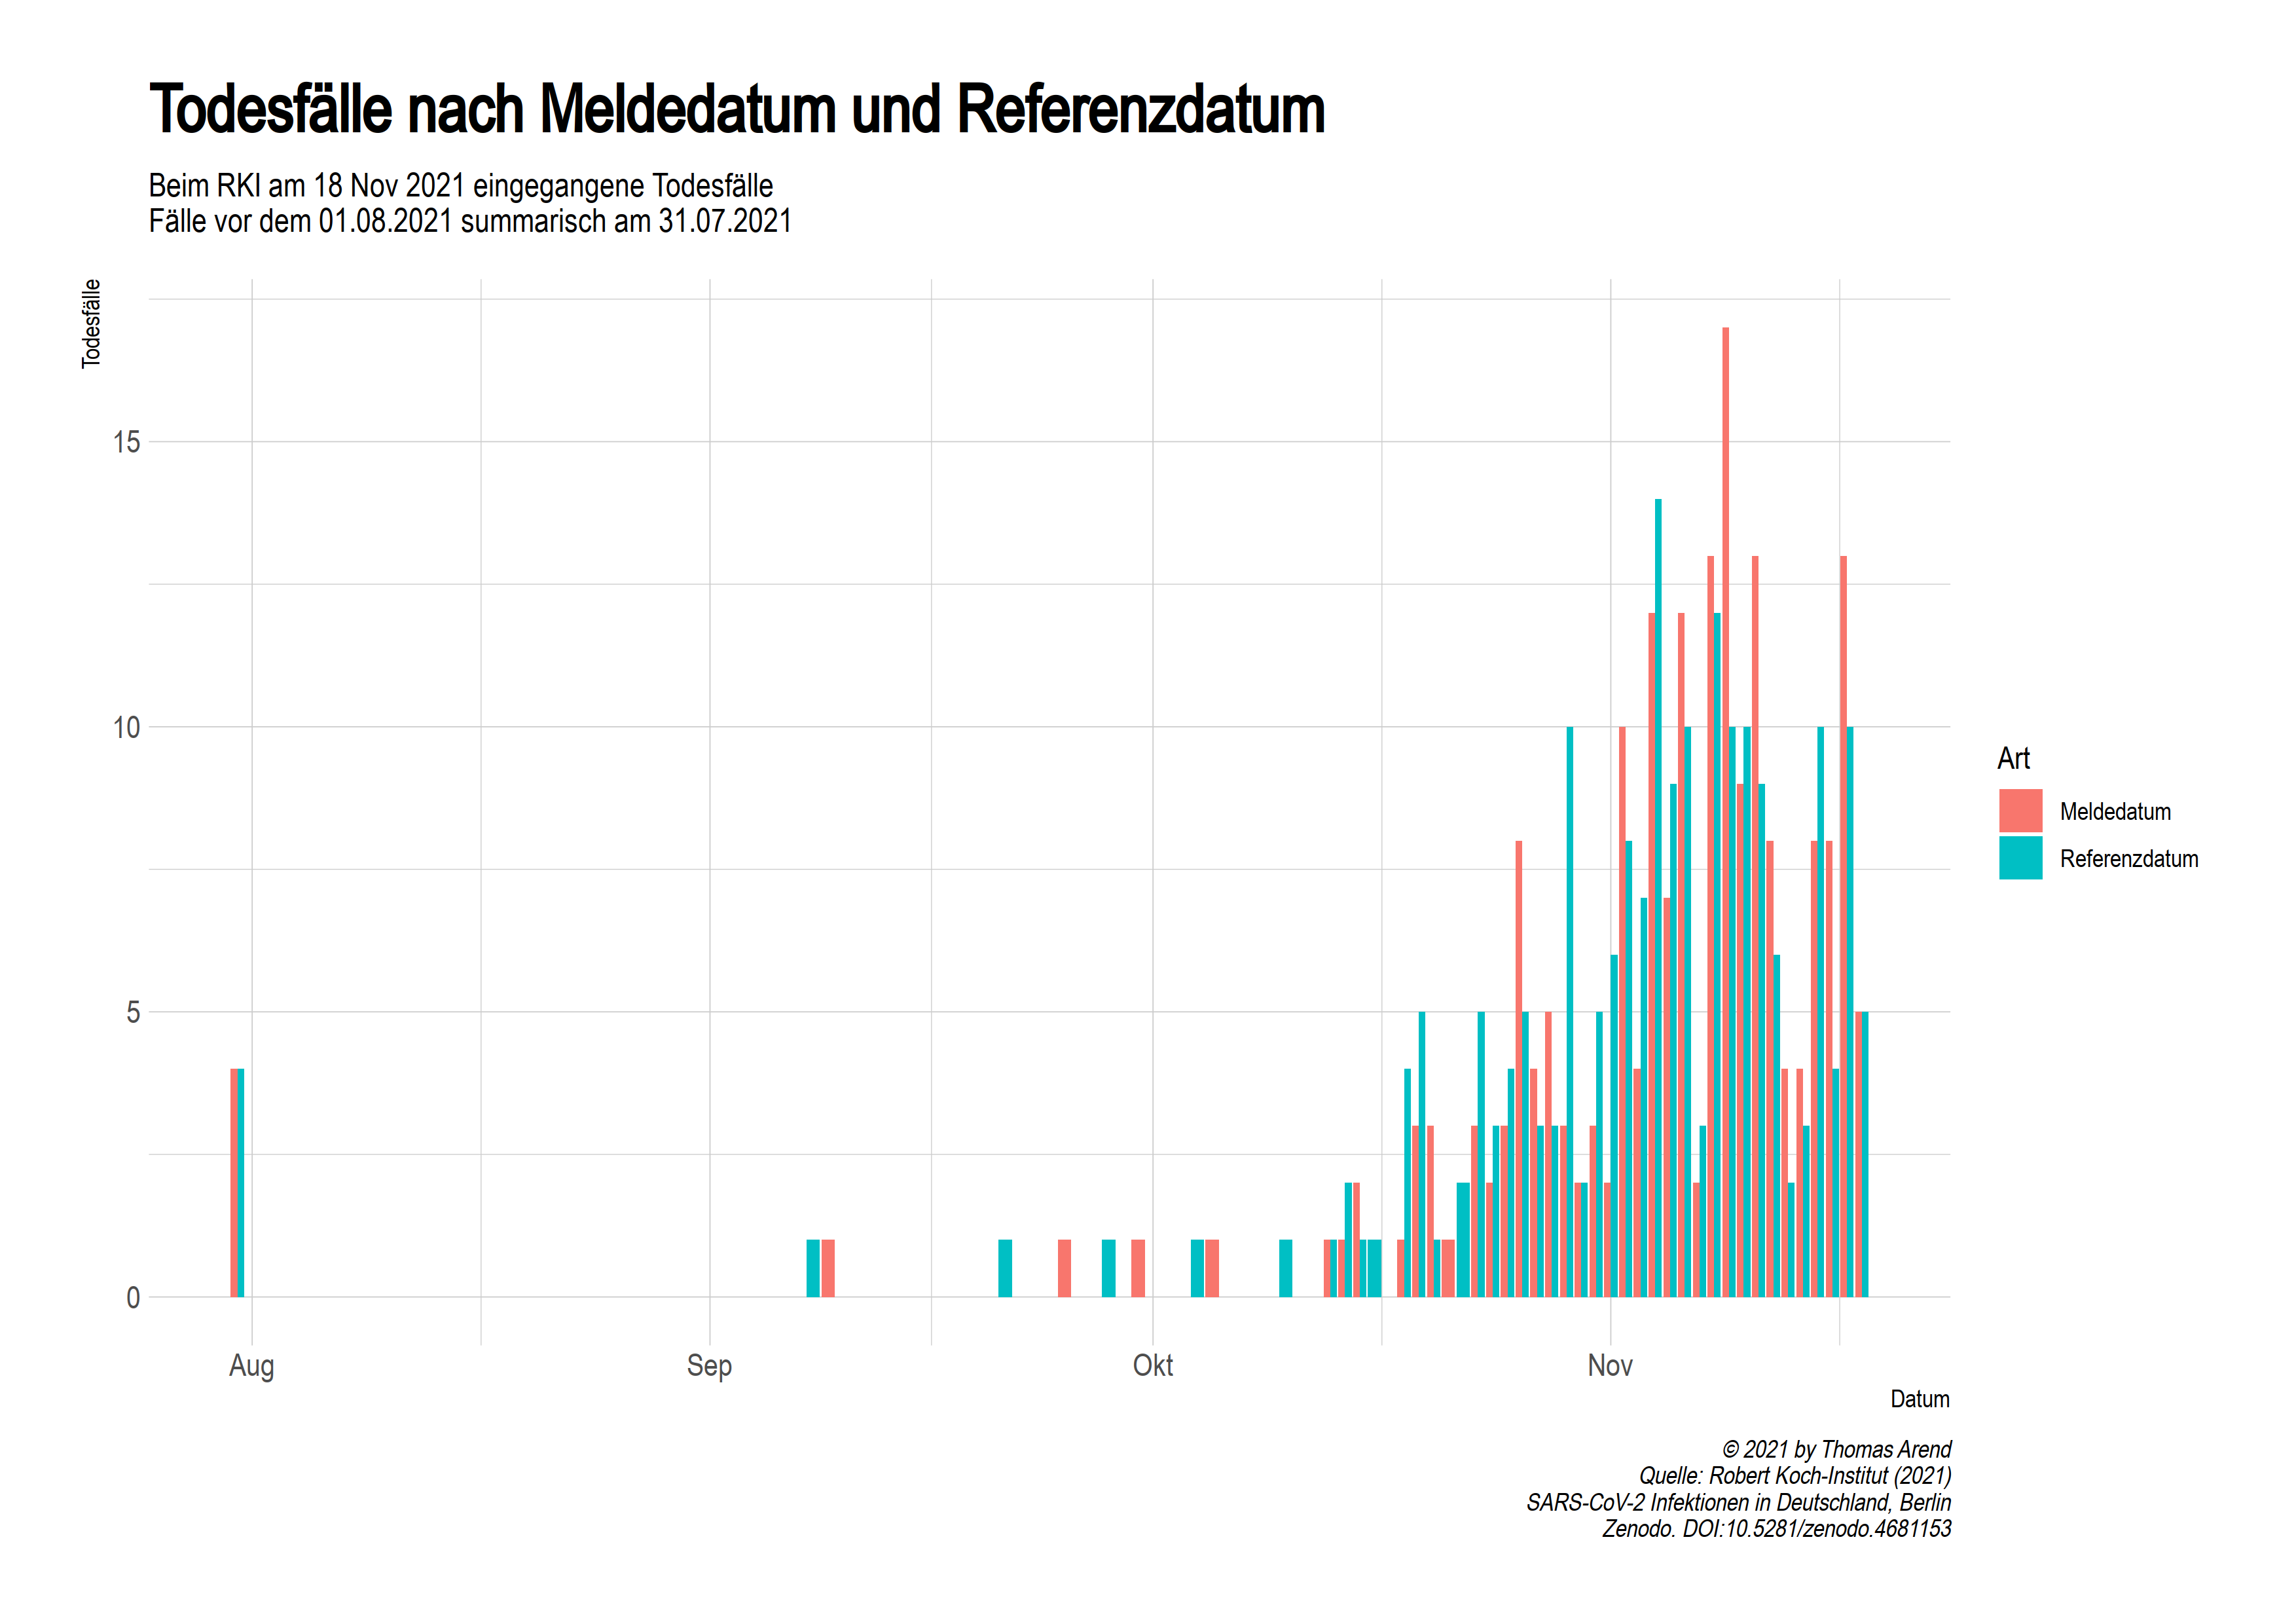 Todesfälle nach Meldedatum und Referenzdatum
Beim RKI am 18 Nov 2021 eingegangene Todesfälle
Fälle vor dem 01.08.2021 summarisch am 31.07.2021
Todesfälle
15
10
5
0
Aug
Sep
Okt
Nov
Datum
Art
Meldedatum
Referenzdatum
© 2021 by Thomas Arend
Quelle: Robert Koch-Institut (2021)
SARS-CoV-2 Infektionen in Deutschland, Berlin
Zenodo. DOI:10.5281/zenodo.4681153